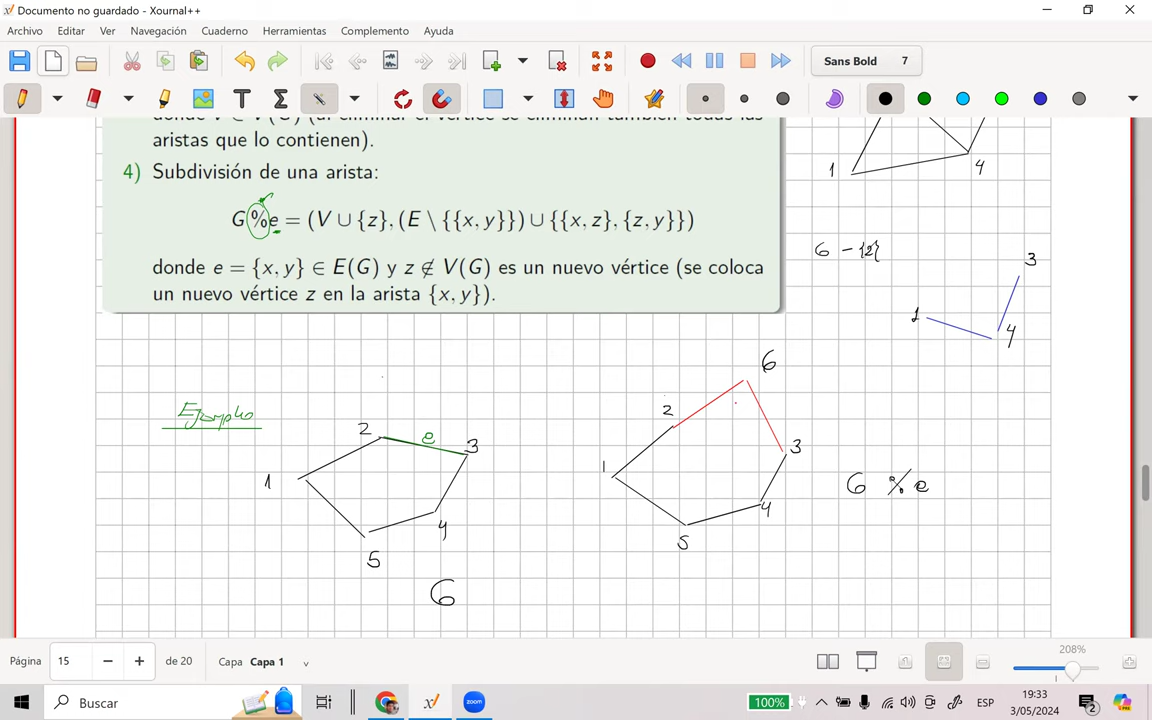 Documento no guardado - Xournal++
Archivo Editar Ver Navegación Cuaderno Herramientas Complemento Ayuda
Sans Bold 7
aristas que lo contienen).
4) Subdivisión de una arista:
G%e = (V ∪ {z}, (E \ {{x, y}}) ∪ {{x, z}, {z, y}})
donde e = {x, y} ∈ E(G) y z ∉ V(G) es un nuevo vértice (se coloca
un nuevo vértice z en la arista {x, y}).
1 4
G - {2}
3
1
4
Ejemplo
2 e 3
1
4
5
G
6
2
3
1
4
5
G % e
Página 15 de 20 Capa Capa 1
208%
Buscar
100%
ESP
19:33
3/05/2024
2